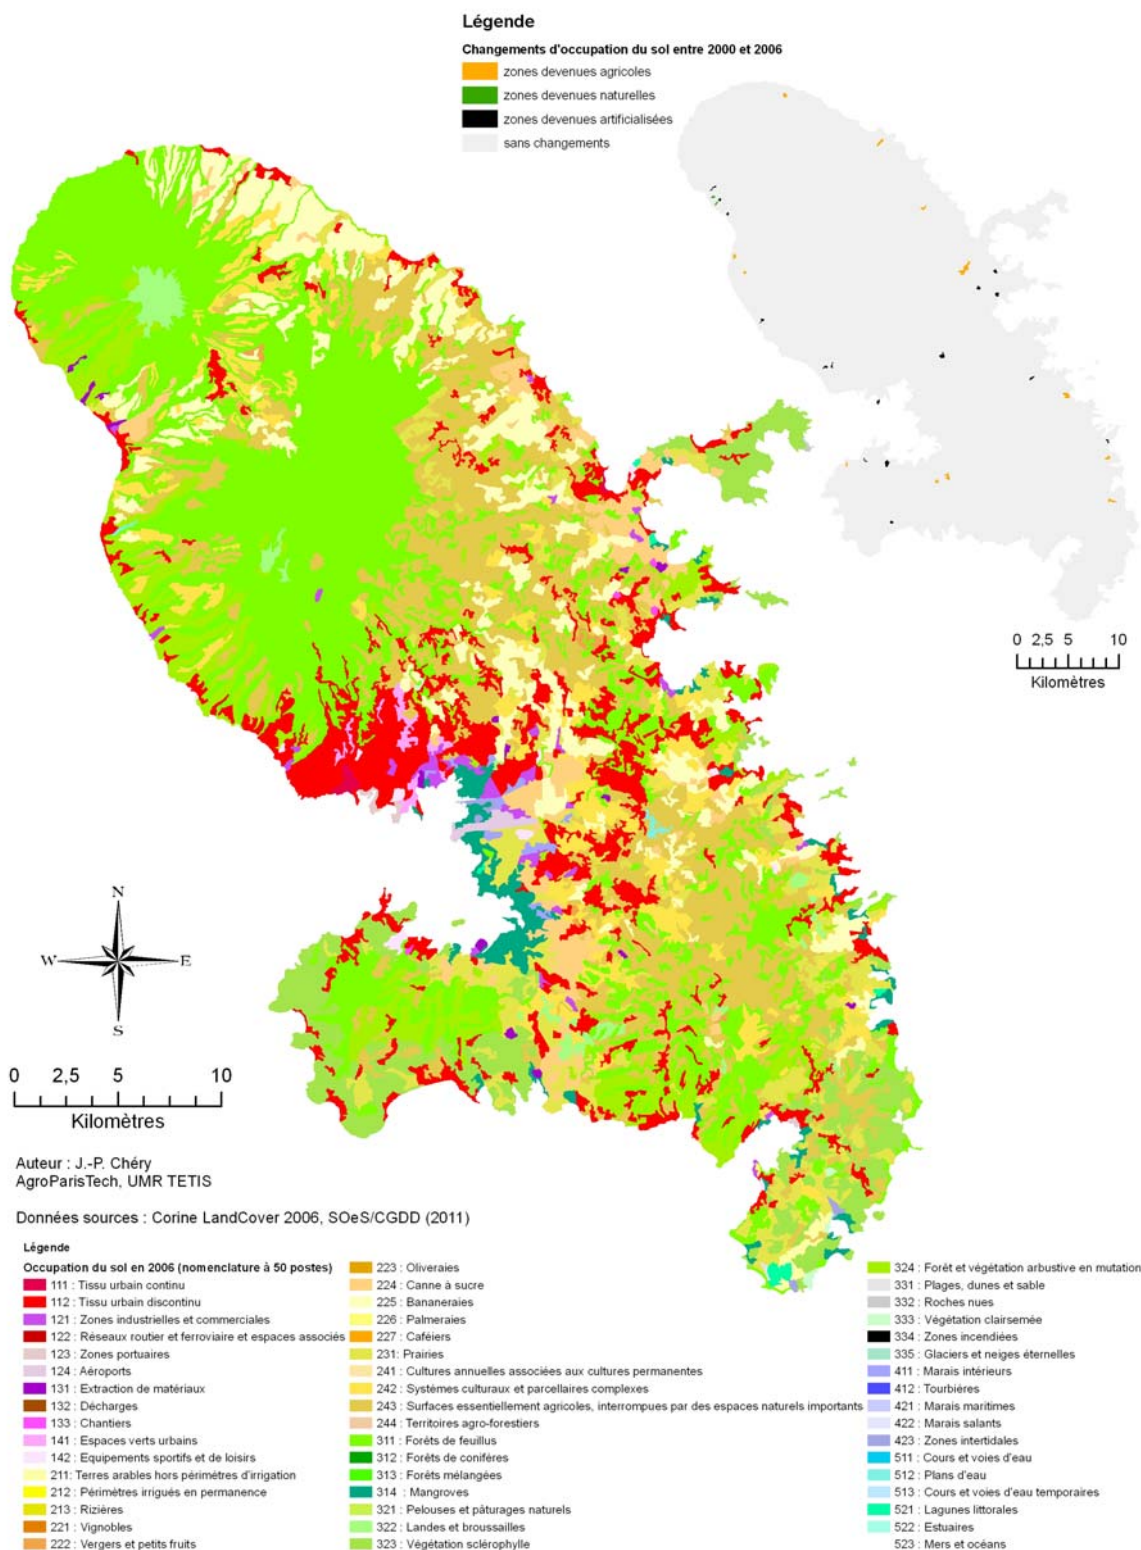 Légende
Changements d'occupation du sol entre 2000 et 2006
zones devenues agricoles
zones devenues naturelles
zones devenues artificialisées
sans changements
0 2,5 5 10
Kilomètres
N
W E
S
0 2,5 5 10
Kilomètres
Auteur : J.-P. Chéry
AgroParisTech, UMR TETIS
Données sources : Corine LandCover 2006, SOeS/CGDD (2011)
Légende
Occupation du sol en 2006 (nomenclature à 50 postes)
111 : Tissu urbain continu
112 : Tissu urbain discontinu
121 : Zones industrielles et commerciales
122 : Réseaux routier et ferroviaire et espaces associés
123 : Zones portuaires
124 : Aéroports
131 : Extraction de matériaux
132 : Décharges
133 : Chantiers
141 : Espaces verts urbains
142 : Equipements sportifs et de loisirs
211: Terres arables hors périmètres d'irrigation
212 : Périmètres irrigués en permanence
213 : Rizières
221 : Vignobles
222 : Vergers et petits fruits
223 : Oliveraies
224 : Canne à sucre
225 : Bananeraies
226 : Palmeraies
227 : Caféiers
231: Prairies
241 : Cultures annuelles associées aux cultures permanentes
242 : Systèmes culturaux et parcellaires complexes
243 : Surfaces essentiellement agricoles, interrompues par des espaces naturels importants
244 : Territoires agro-forestiers
311 : Forêts de feuillus
312 : Forêts de conifères
313 : Forêts mélangées
314 : Mangroves
321 : Pelouses et pâturages naturels
322 : Landes et broussailles
323 : Végétation sclérophylle
324 : Forêt et végétation arbustive en mutation
331 : Plages, dunes et sable
332 : Roches nues
333 : Végétation clairsemée
334 : Zones incendiées
335 : Glaciers et neiges éternelles
411 : Marais intérieurs
412 : Tourbières
421 : Marais maritimes
422 : Marais salants
423 : Zones intertidales
511 : Cours et voies d'eau
512 : Plans d'eau
513 : Cours et voies d'eau temporaires
521 : Lagunes littorales
522 : Estuaires
523 : Mers et océans